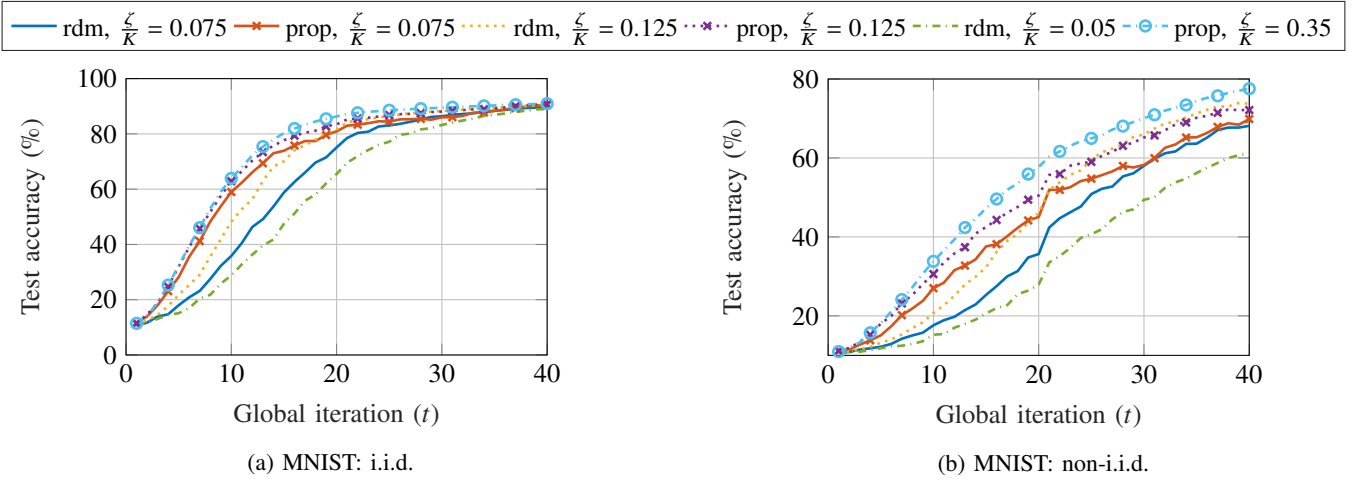 rdm, ζ/K = 0.075 prop, ζ/K = 0.075 rdm, ζ/K = 0.125 prop, ζ/K = 0.125 rdm, ζ/K = 0.05 prop, ζ/K = 0.35
100
80
60
40
20
0
0 10 20 30 40
Test accuracy (%)
Global iteration (t)
(a) MNIST: i.i.d.
80
60
40
20
0 10 20 30 40
Test accuracy (%)
Global iteration (t)
(b) MNIST: non-i.i.d.